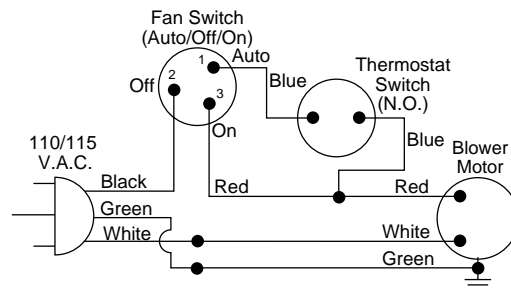 Fan Switch
(Auto/Off/On)
1
Auto
2
Off
3
On
Blue
Thermostat
Switch
(N.O.)
Blue
110/115
V.A.C.
Blower
Motor
Black
Red
Red
Green
White
White
Green